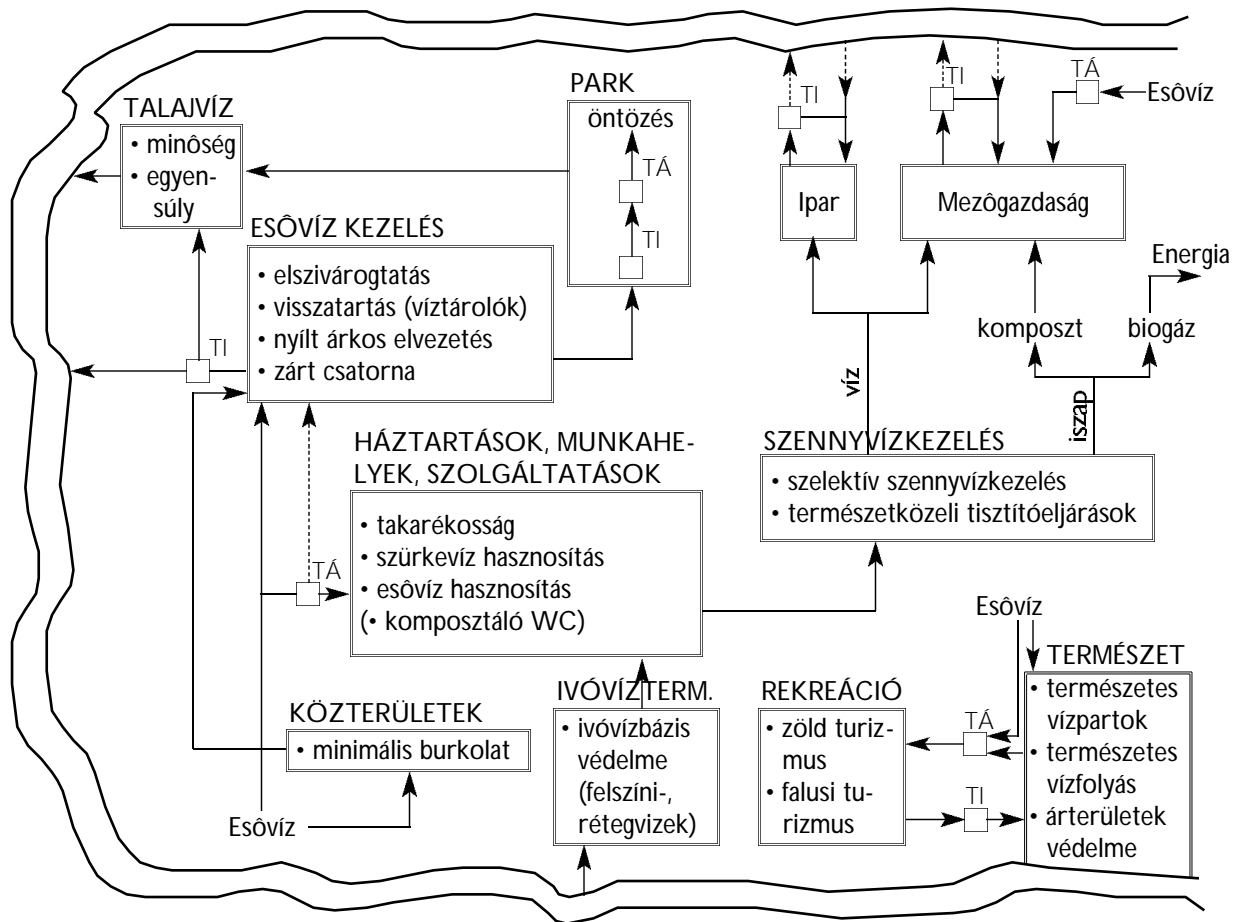 PARK
öntözés
TÁ
TI
TI
TI
TÁ
Esôvíz
TALAJVÍZ
• minôség
• egyen-
súly
Ipar
Mezôgazdaság
ESÔVÍZ KEZELÉS
• elszivárogtatás
• visszatartás (víztárolók)
• nyílt árkos elvezetés
• zárt csatorna
TI
Energia
komposzt
biogáz
víz
iszap
HÁZTARTÁSOK, MUNKAHE-
LYEK, SZOLGÁLTATÁSOK
• takarékosság
• szürkevíz hasznosítás
• esôvíz hasznosítás
(• komposztáló WC)
TÁ
SZENNYVÍZKEZELÉS
• szelektív szennyvízkezelés
• természetközeli tisztítóeljárások
KÖZTERÜLETEK
• minimális burkolat
Esôvíz
IVÓVÍZTERM.
• ivóvízbázis
védelme
(felszíni-,
rétegvizek)
REKREÁCIÓ
• zöld turiz-
mus
• falusi tu-
rizmus
TÁ
TI
Esôvíz
TERMÉSZET
• természetes
vízpartok
• természetes
vízfolyás
• árterületek
védelme